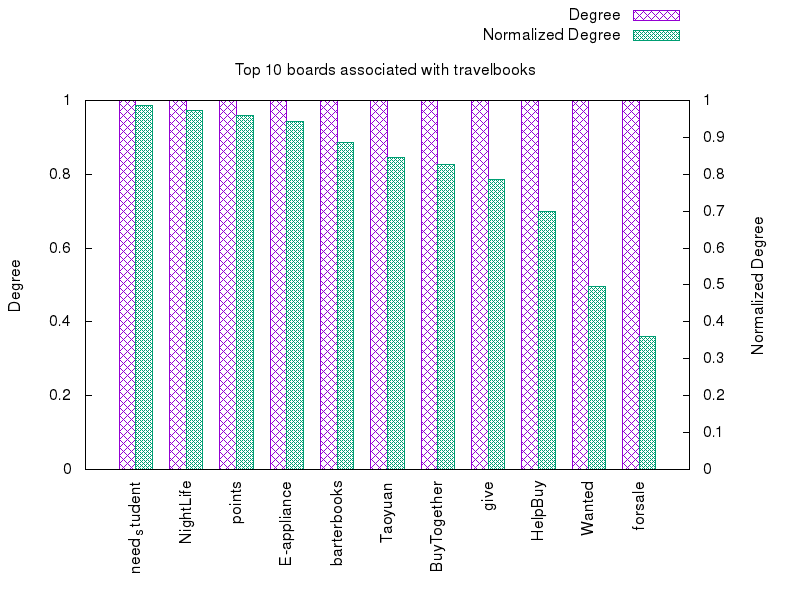 Degree
Normalized Degree
Top 10 boards associated with travelbooks
1
0.8
0.6
0.4
0.2
0
Degree
1
0.9
0.8
0.7
0.6
0.5
0.4
0.3
0.2
0.1
0
Normalized Degree
need student
NightLife
points
E-appliance
barterbooks
Taoyuan
BuyTogether
give
HelpBuy
Wanted
forsale